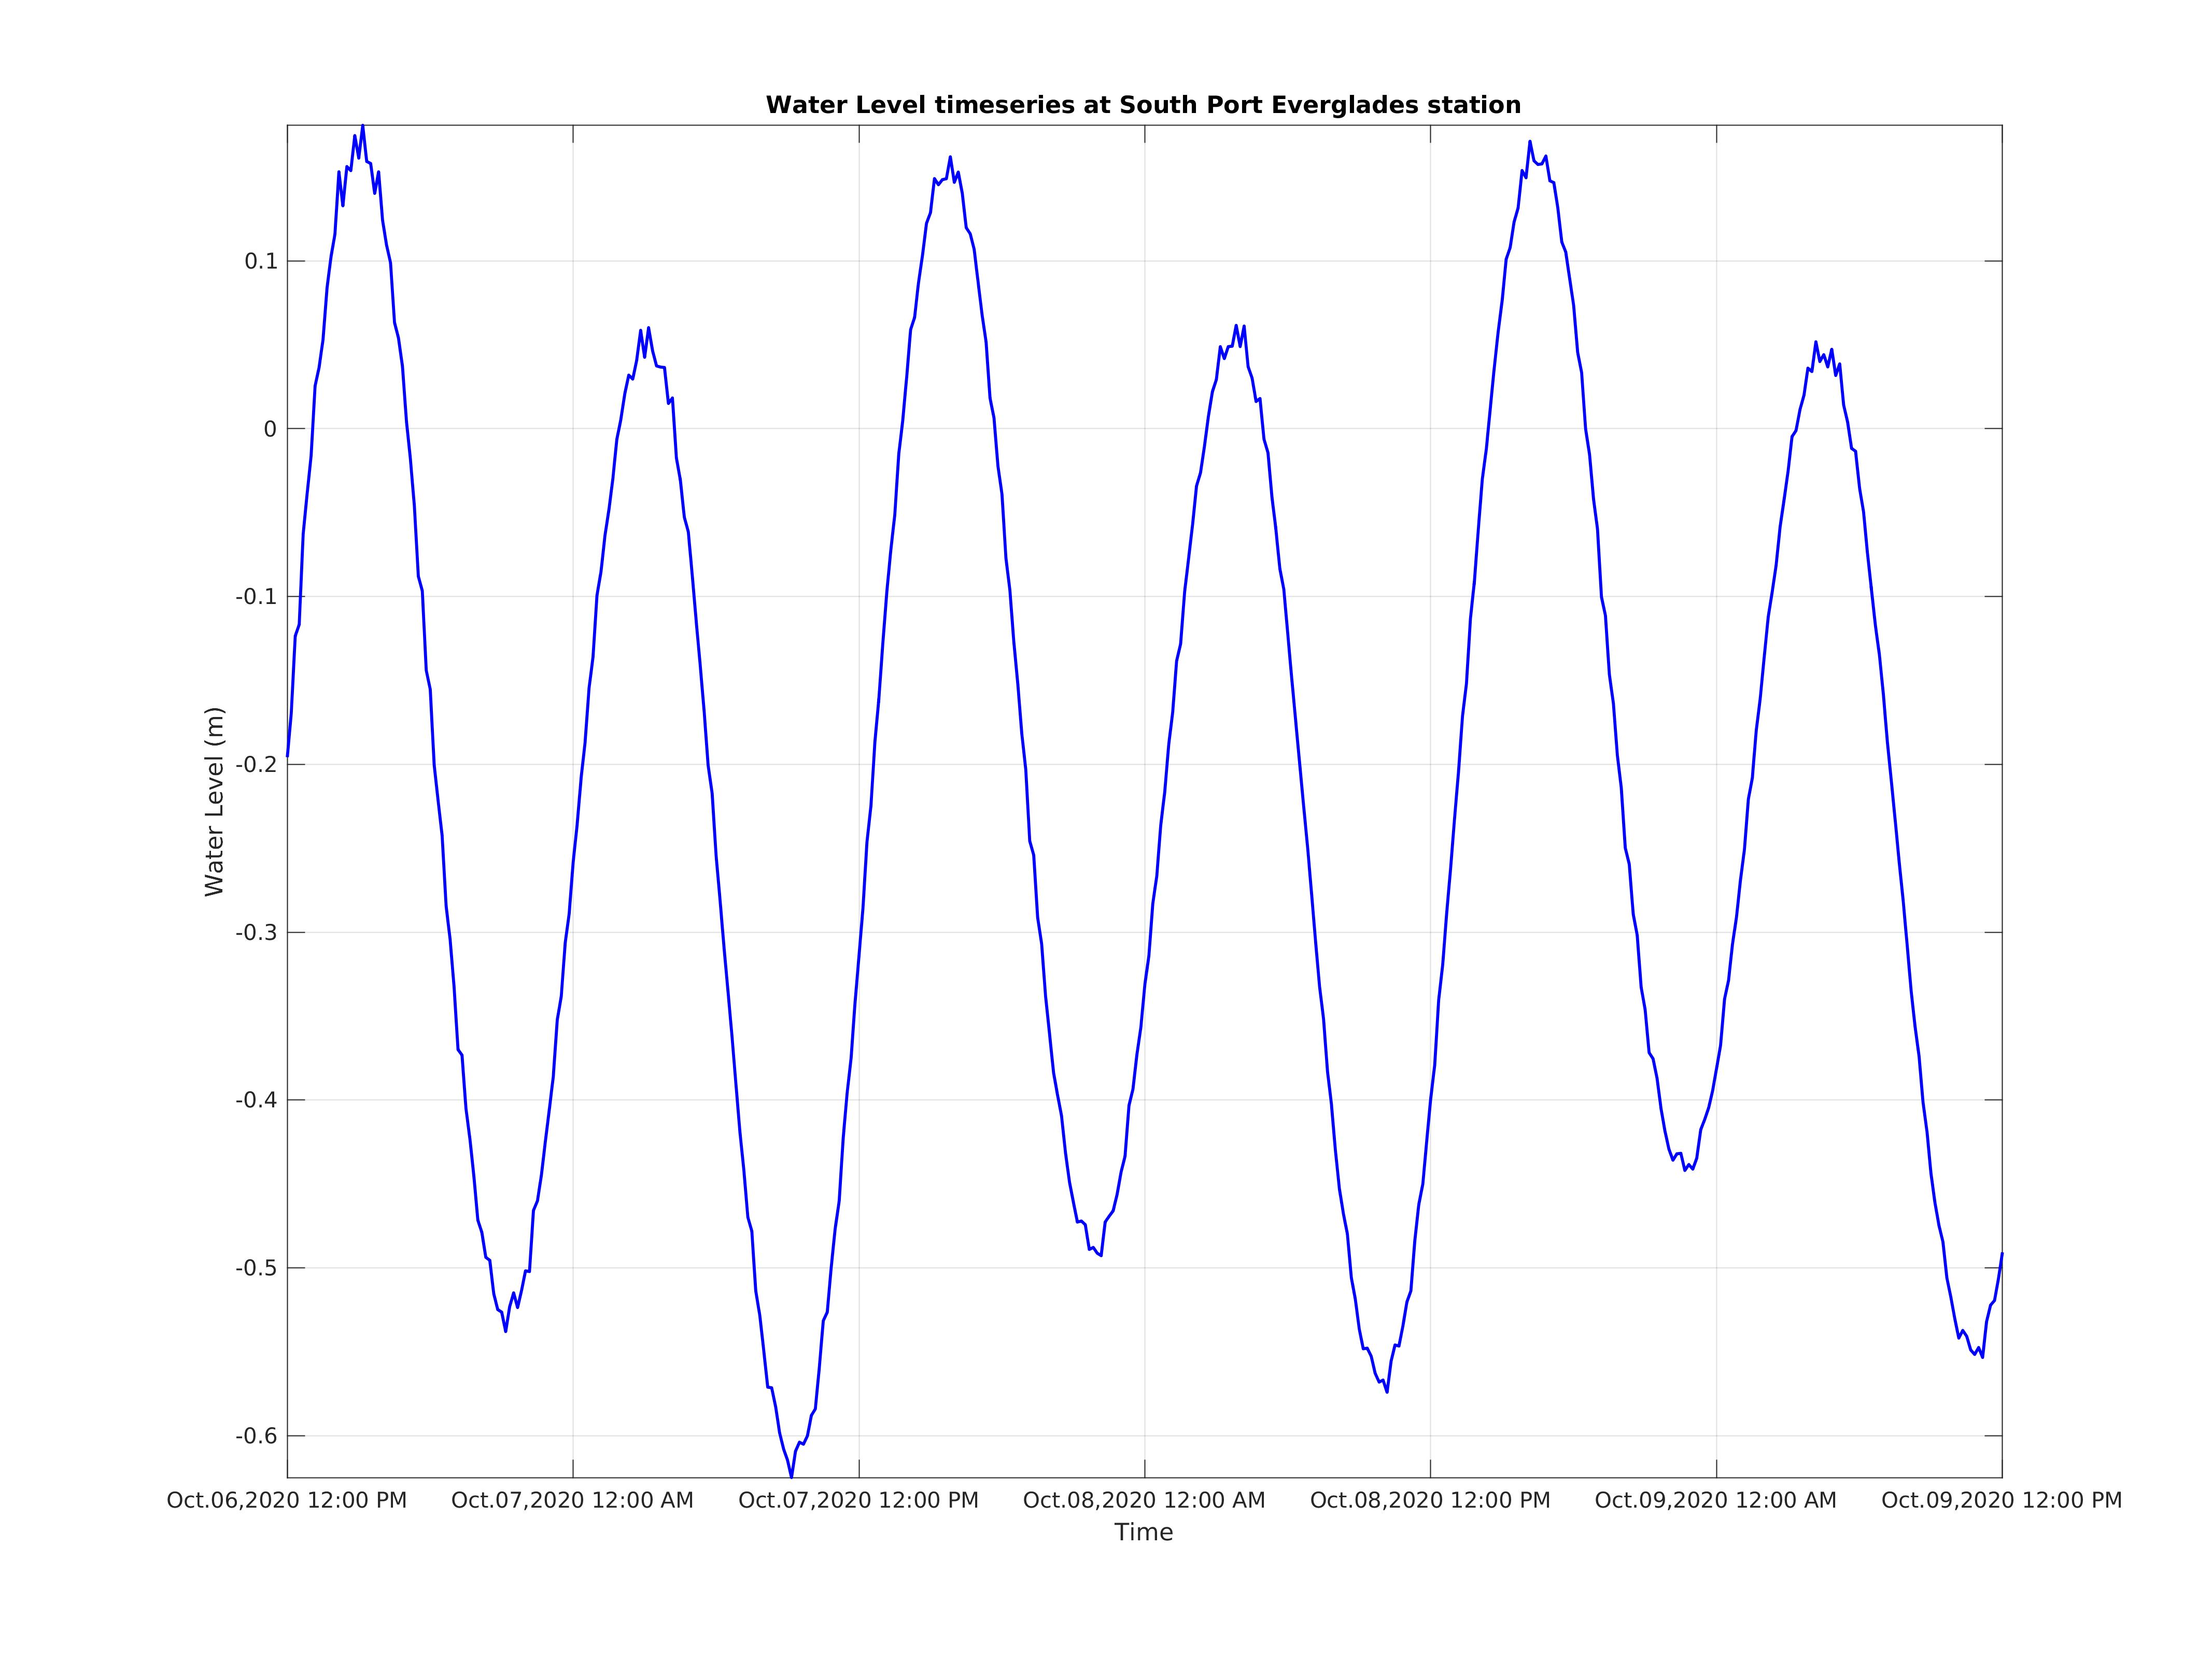 Water Level timeseries at South Port Everglades station
Water Level (m)
0.1
0
-0.1
-0.2
-0.3
-0.4
-0.5
-0.6
Oct.06,2020 12:00 PM
Oct.07,2020 12:00 AM
Oct.07,2020 12:00 PM
Oct.08,2020 12:00 AM
Oct.08,2020 12:00 PM
Oct.09,2020 12:00 AM
Oct.09,2020 12:00 PM
Time